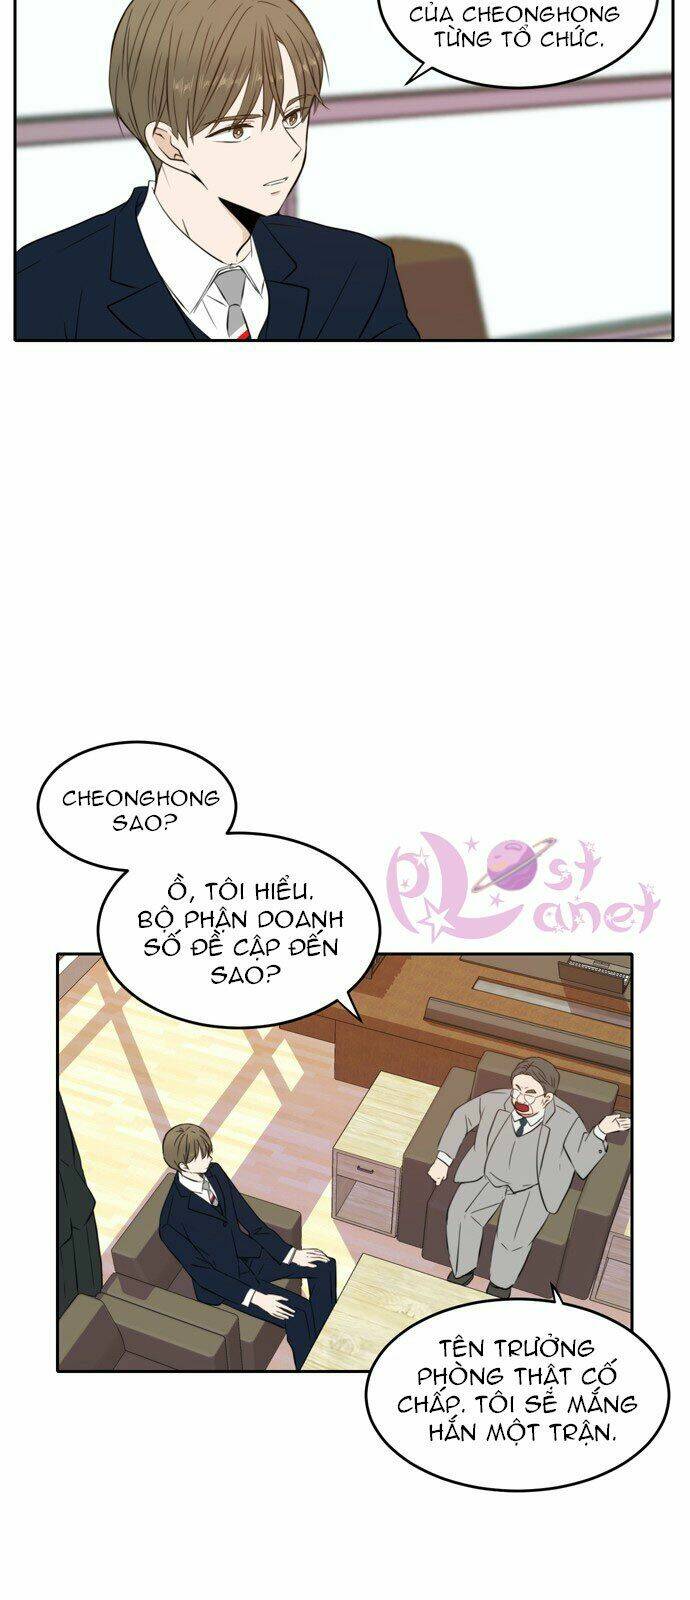 CỦA CHEONGHONG
TỪNG TỔ CHỨC.
CHEONGHONG
SAO?
Ồ, TÔI HIỂU.
BỘ PHẬN DOANH
SỐ ĐỀ CẬP ĐẾN
SAO?
Lost
Planet
TÊN TRƯỞNG
PHÒNG THẬT CỐ
CHẤP. TÔI SẼ MẮNG
HẮN MỘT TRẬN.